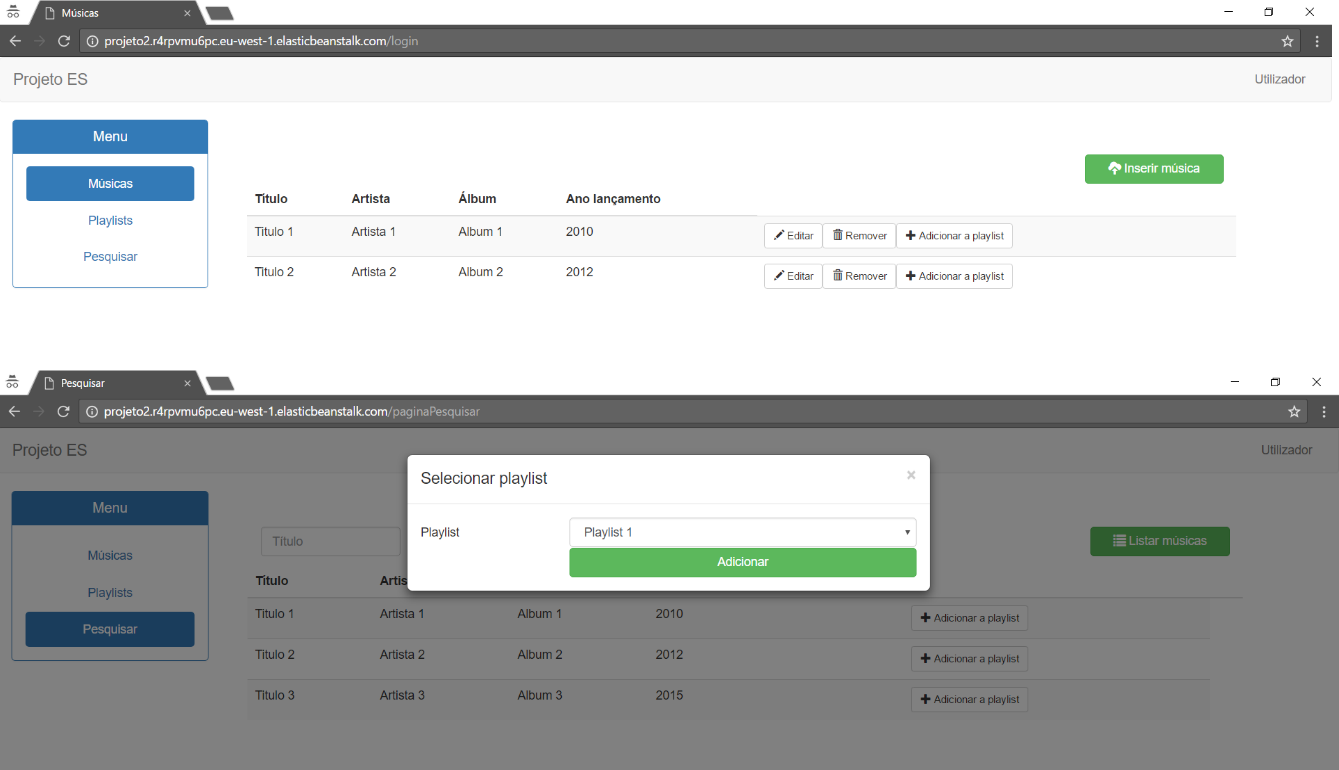 Músicas
projeto2.r4rpvmu6pc.eu-west-1.elasticbeanstalk.com/login
Projeto ES Utilizador
Menu
Músicas
Playlists
Pesquisar
Inserir música
Título Artista Álbum Ano lançamento
Titulo 1 Artista 1 Album 1 2010 Editar Remover Adicionar a playlist
Titulo 2 Artista 2 Album 2 2012 Editar Remover Adicionar a playlist
Pesquisar
projeto2.r4rpvmu6pc.eu-west-1.elasticbeanstalk.com/paginaPesquisar
Projeto ES Utilizador
Selecionar playlist ×
Playlist Playlist 1
Adicionar
Menu
Músicas
Playlists
Pesquisar
Título Listar músicas
Título Artis
Titulo 1 Artista 1 Album 1 2010 Adicionar a playlist
Titulo 2 Artista 2 Album 2 2012 Adicionar a playlist
Titulo 3 Artista 3 Album 3 2015 Adicionar a playlist